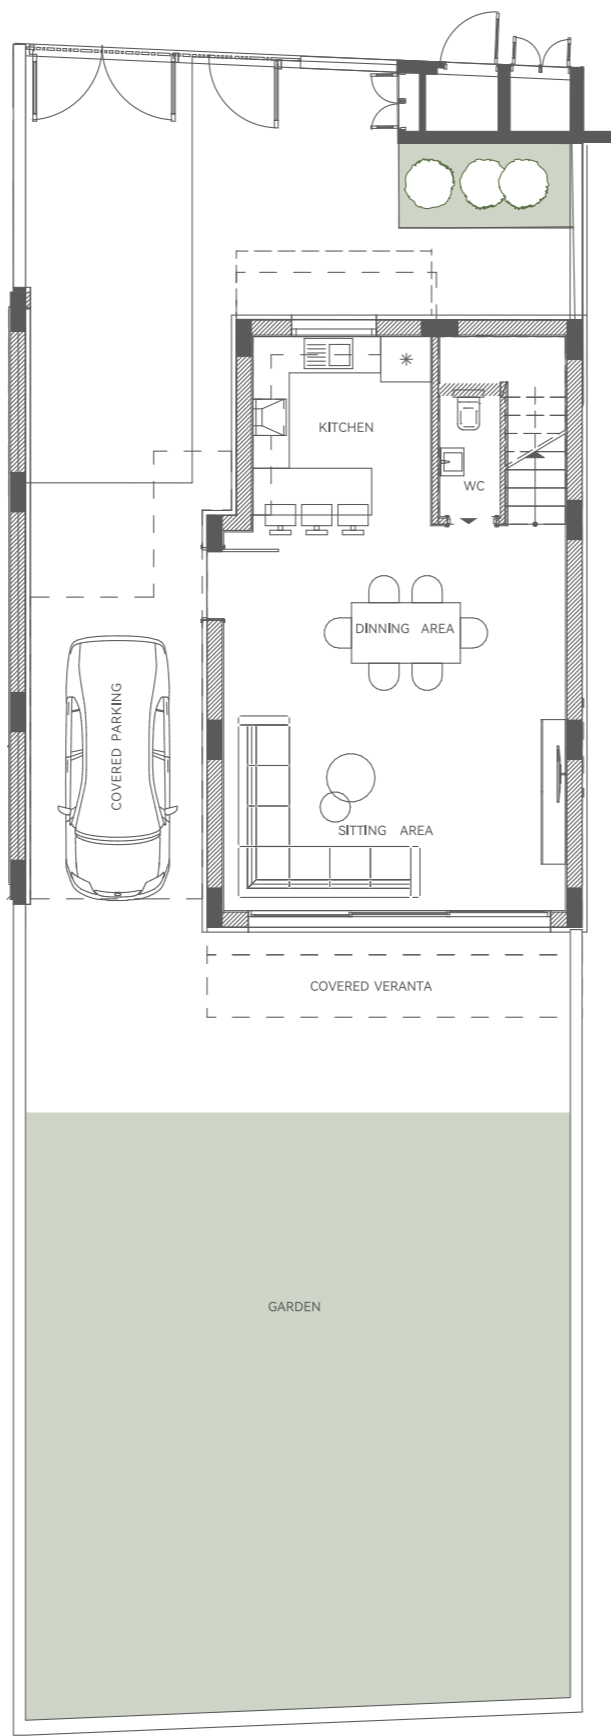 KITCHEN
WC
DINNING AREA
COVERED PARKING
SITTING AREA
COVERED VERANTA
GARDEN